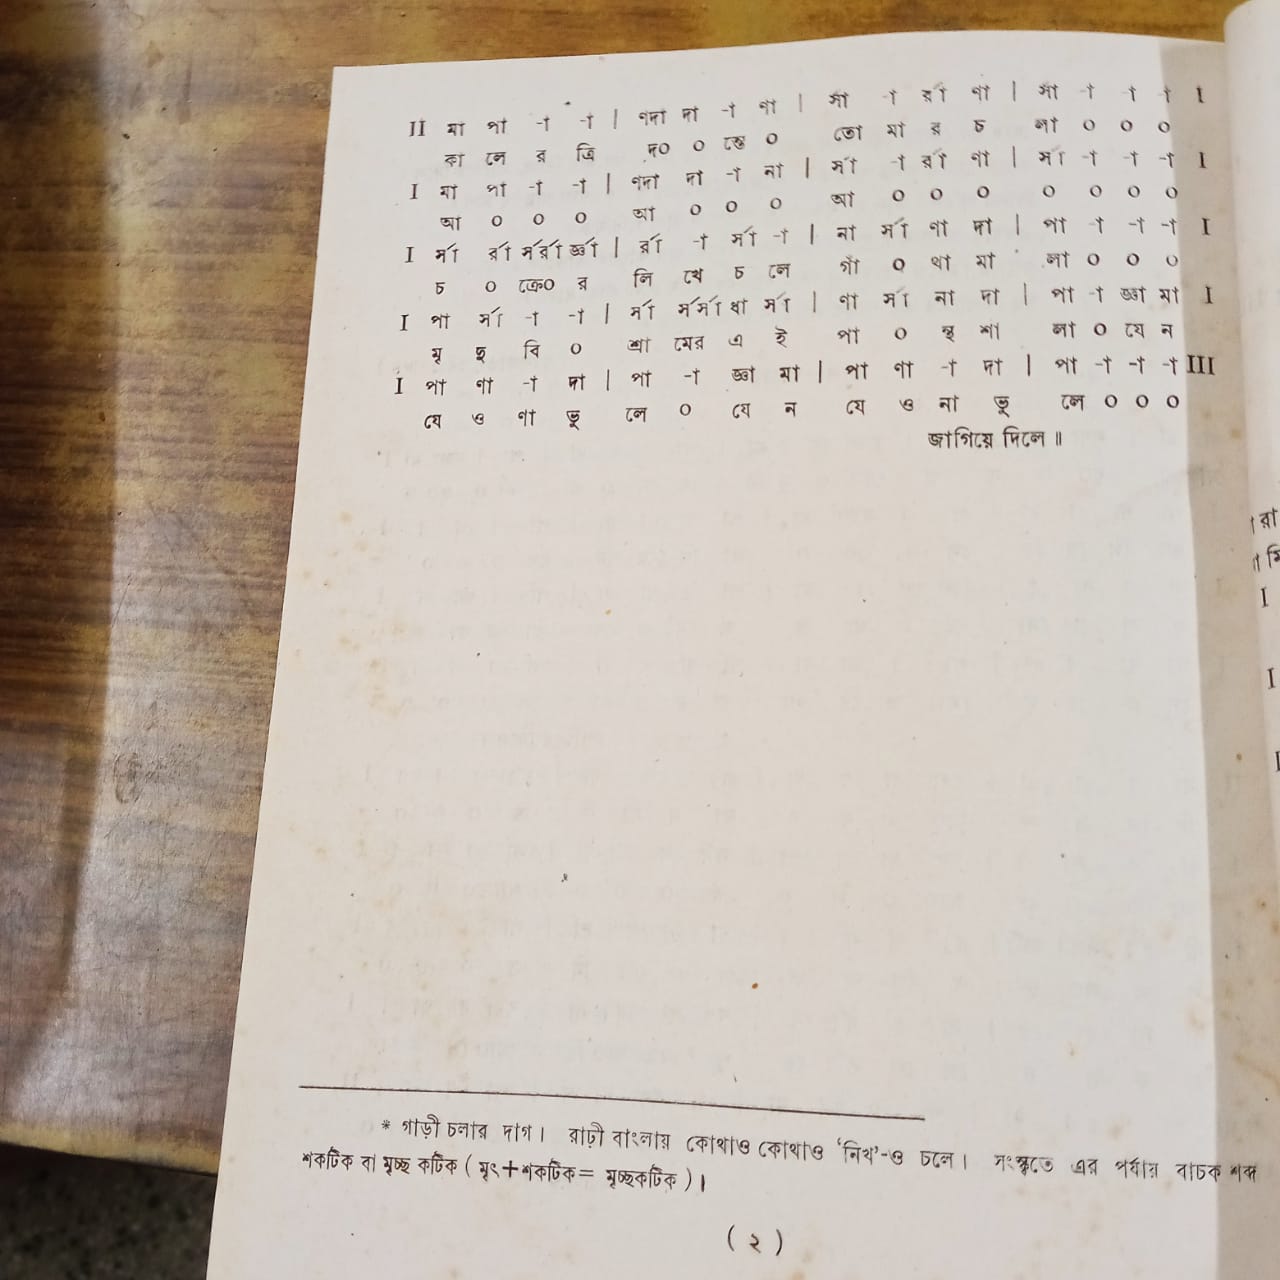 II মা পা -া -া | ণদা দা -া ণা | র্সা -া র্রা ণা | র্সা -া -া -া I
কা লে র ত্রি দ০ ০ ন্ডে ০ তো মা র চ লা ০ ০ ০
I মা পা -া -া | ণদা দা -া না | র্সা -া র্রা ণা | র্সা -া -া -া I
আ ০ ০ ০ আ ০ ০ ০ আ ০ ০ ০ ০ ০ ০ ০
I র্সা র্রা র্সর্রা র্জ্ঞা | র্রা -া র্সা -া | না র্সা ণা দা | পা -া -া -া I
চ ০ ক্রে০ র লি খে চ লে গাঁ ০ থা মা লা ০ ০ ০
I পা র্সা -া -া | র্সা র্সর্সা ধা র্সা | ণা র্সা না দা | পা -া জ্ঞা মা I
মৃ দু বি ০ শ্রা মের এ ই পা ০ ন্থ শা লা ০ যে ন
I পা ণা -া দা | পা -া জ্ঞা মা | পা ণা -া দা | পা -া -া -া III
যে ও ণা ভু লে ০ যে ন যে ও না ভু লে ০ ০ ০
জাগিয়ে দিলে ॥
রা
মি
I
I
I
* গাড়ী চলার দাগ। রাঢ়ী বাংলায় কোথাও কোথাও ‘নিখ’-ও চলে। সংস্কৃতে এর পর্যায় বাচক শব্দ
শকটিক বা মৃচ্ছ কটিক ( মৃৎ+শকটিক= মৃচ্ছকটিক )।
( ২ )